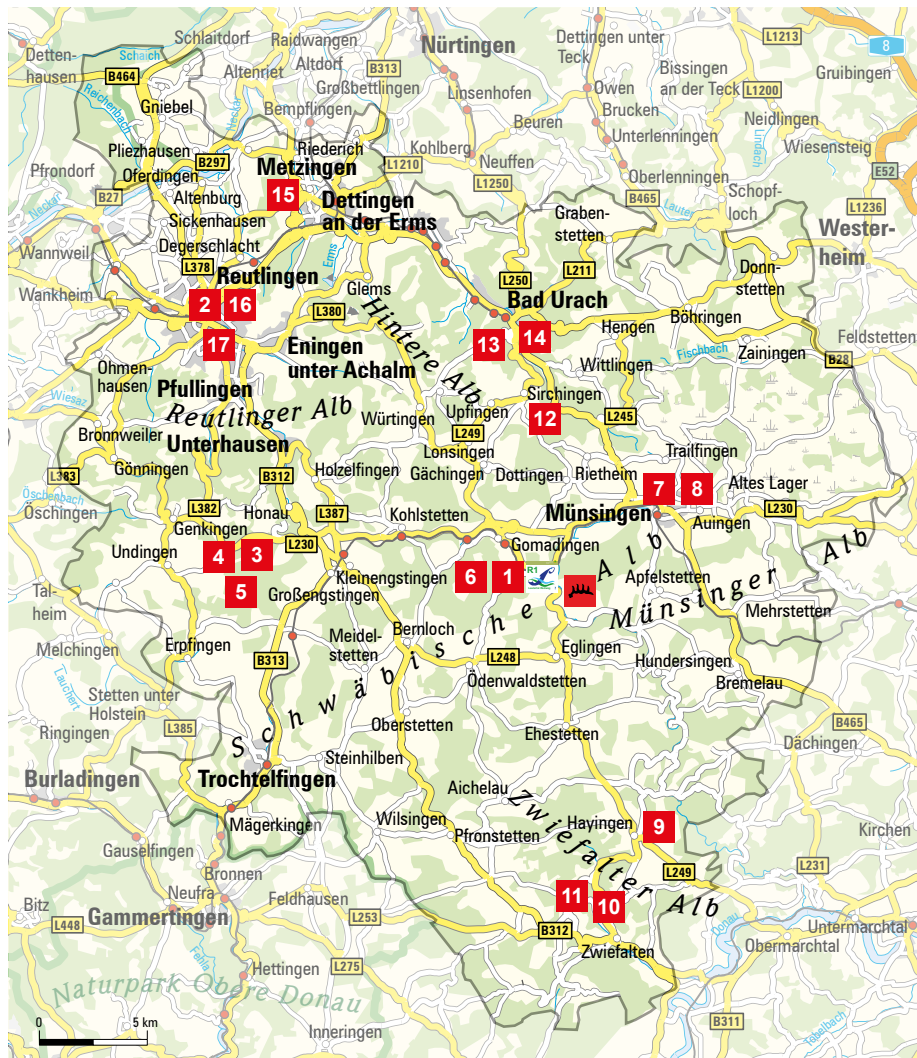 Schlaitdorf
Raidwangen
Dettingen unter
Teck
L1213
8
Detten-
hausen
Schaich
Altdorf
Nürtingen
Altenriet
B313
Großbettlingen
Bissingen
an der Teck
Gruibingen
B464
Reichenbach
Gniebel
Neckar
Bempflingen
Linsenhofen
Owen
L1200
Neidlingen
Brucken
Beuren
Lindach
Pliezhausen
Riederich
Kohlberg
Unterlenningen
Wiesensteig
B297
L1210
Neuffen
Pfrondorf
Oferdingen
Metzingen
Oberlenningen
E52
B27
Altenburg
15
L1250
B465
Schopf-
loch
Neckar
Sickenhausen
Dettingen
an der Erms
Graben-
stetten
Lauter
L1236
Wannweil
Degerschlacht
Wester-
heim
L378
Erms
L250
L211
Donn-
stetten
Reutlingen
Glems
Bad Urach
Wankheim
2
16
L380
Hintere Alb
Böhringen
Hengen
17
Eningen
unter Achalm
13
14
Fischbach
Zainingen
Feldstetten
B28
Ohmen-
hausen
Wittlingen
Wiesaz
Pfullingen
Sirchingen
Reutlinger Alb
Würtingen
Upfingen
12
L245
Bronnweiler
Unterhausen
L249
Lonsingen
Trailfingen
L383
Gönningen
B312
Holzelfingen
Gächingen
Dottingen
Rietheim
Altes Lager
7
8
Öschenbach
Öschingen
L382
Honau
L387
Kohlstetten
Münsingen
Auingen
L230
Genkingen
L230
Gomadingen
Undingen
4
3
Kleinengstingen
6
1
R1
Apfelstetten
Münsinger Alb
Tal-
heim
5
Großengstingen
Mehrstetten
Melchingen
Erpfingen
Meidel-
stetten
Bernloch
Schwäbische Alb
Eglingen
Hundersingen
B313
L248
Lauchert
Ödenwaldstetten
Bremelau
Stetten unter
Holstein
Ringingen
L385
Oberstetten
Ehestetten
B465
Dächingen
Steinhilben
Burladingen
Trochtelfingen
Aichelau
Zwiefalter Alb
Mägerkingen
Wilsingen
Pfronstetten
Hayingen
9
Kirchen
Gauselfingen
L231
Bronnen
L249
Neufra
Feldhausen
11
10
Bitz
Gammertingen
L448
L253
Donau
Untermarchtal
B312
Obermarchtal
Zwiefalten
Fehla
Hettingen
L275
Naturpark Obere Donau
B311
Inneringen
Tobelbach
0
5 km